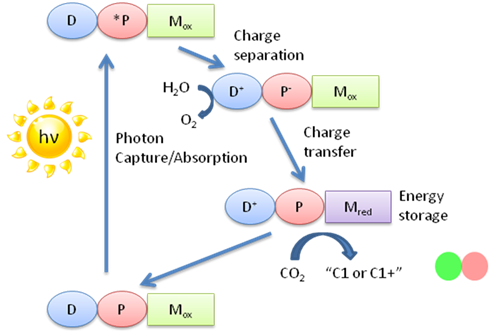 D *P Mox
Charge
separation
H2O
D+ P- Mox
O2
hν
Photon
Capture/Absorption
Charge
transfer
D+ P Mred
Energy
storage
CO2 “C1 or C1+”
D P Mox